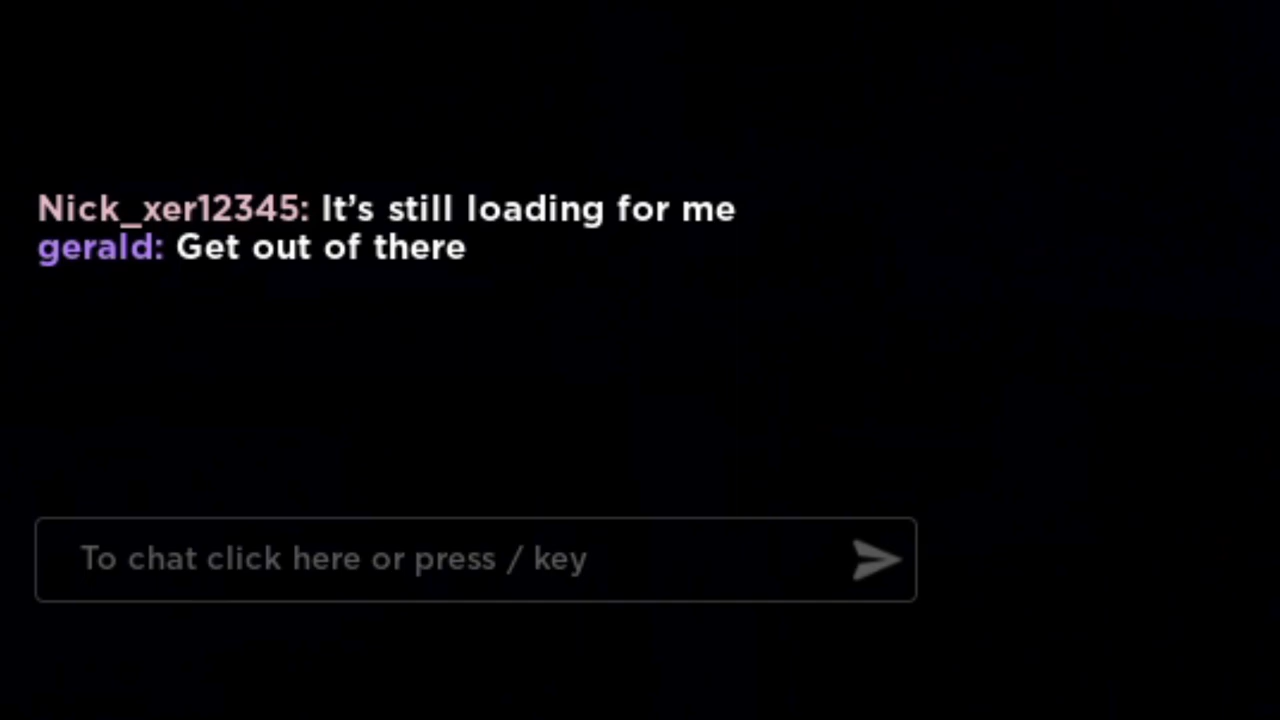 Nick_xer12345: It’s still loading for me
gerald: Get out of there
To chat click here or press / key